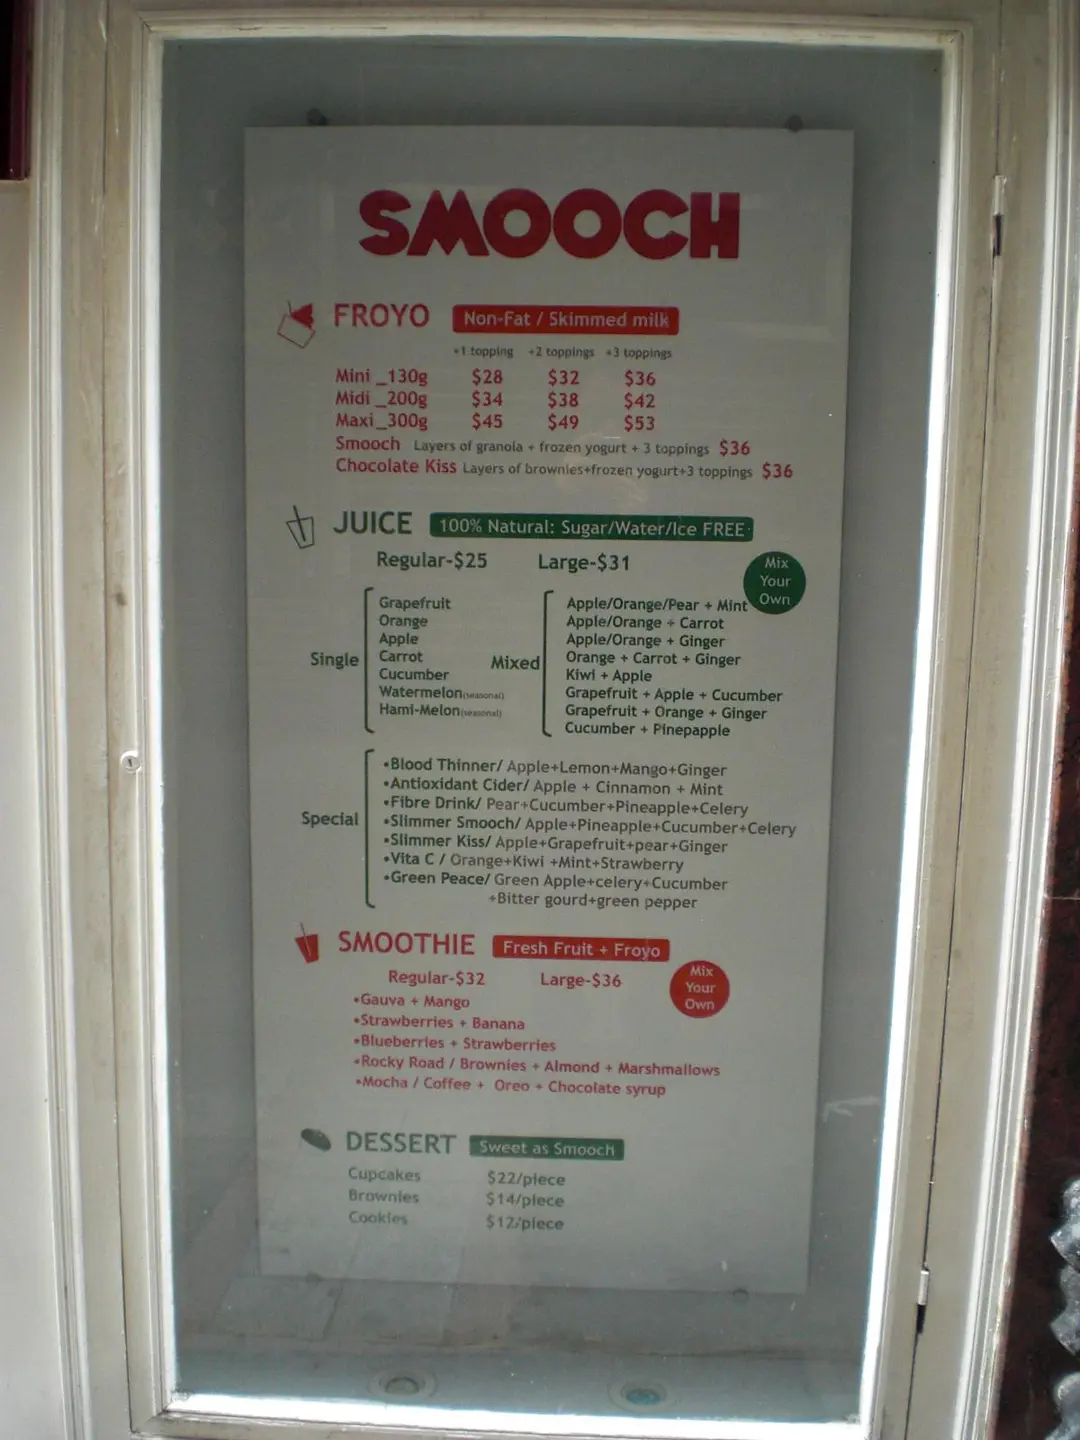 SMOOCH
FROYO Non-Fat / Skimmed milk
+1 topping +2 toppings +3 toppings
Mini _130g $28 $32 $36
Midi _200g $34 $38 $42
Maxi_300g $45 $49 $53
Smooch Layers of granola + frozen yogurt + 3 toppings $36
Chocolate Kiss Layers of brownies+frozen yogurt+3 toppings $36
JUICE 100% Natural: Sugar/Water/Ice FREE
Regular-$25 Large-$31
Mix
Your
Own
Single
Grapefruit
Orange
Apple
Carrot
Cucumber
Watermelon(seasonal)
Hami-Melon(seasonal)
Mixed
Apple/Orange/Pear + Mint
Apple/Orange + Carrot
Apple/Orange + Ginger
Orange + Carrot + Ginger
Kiwi + Apple
Grapefruit + Apple + Cucumber
Grapefruit + Orange + Ginger
Cucumber + Pinepapple
Special
•Blood Thinner/ Apple+Lemon+Mango+Ginger
•Antioxidant Cider/ Apple + Cinnamon + Mint
•Fibre Drink/ Pear+Cucumber+Pineapple+Celery
•Slimmer Smooch/ Apple+Pineapple+Cucumber+Celery
•Slimmer Kiss/ Apple+Grapefruit+pear+Ginger
•Vita C / Orange+Kiwi +Mint+Strawberry
•Green Peace/ Green Apple+celery+Cucumber
+Bitter gourd+green pepper
SMOOTHIE Fresh Fruit + Froyo
Regular-$32 Large-$36
Mix
Your
Own
•Gauva + Mango
•Strawberries + Banana
•Blueberries + Strawberries
•Rocky Road / Brownies + Almond + Marshmallows
•Mocha / Coffee + Oreo + Chocolate syrup
DESSERT Sweet as Smooch
Cupcakes $22/piece
Brownies $14/piece
Cookies $12/piece